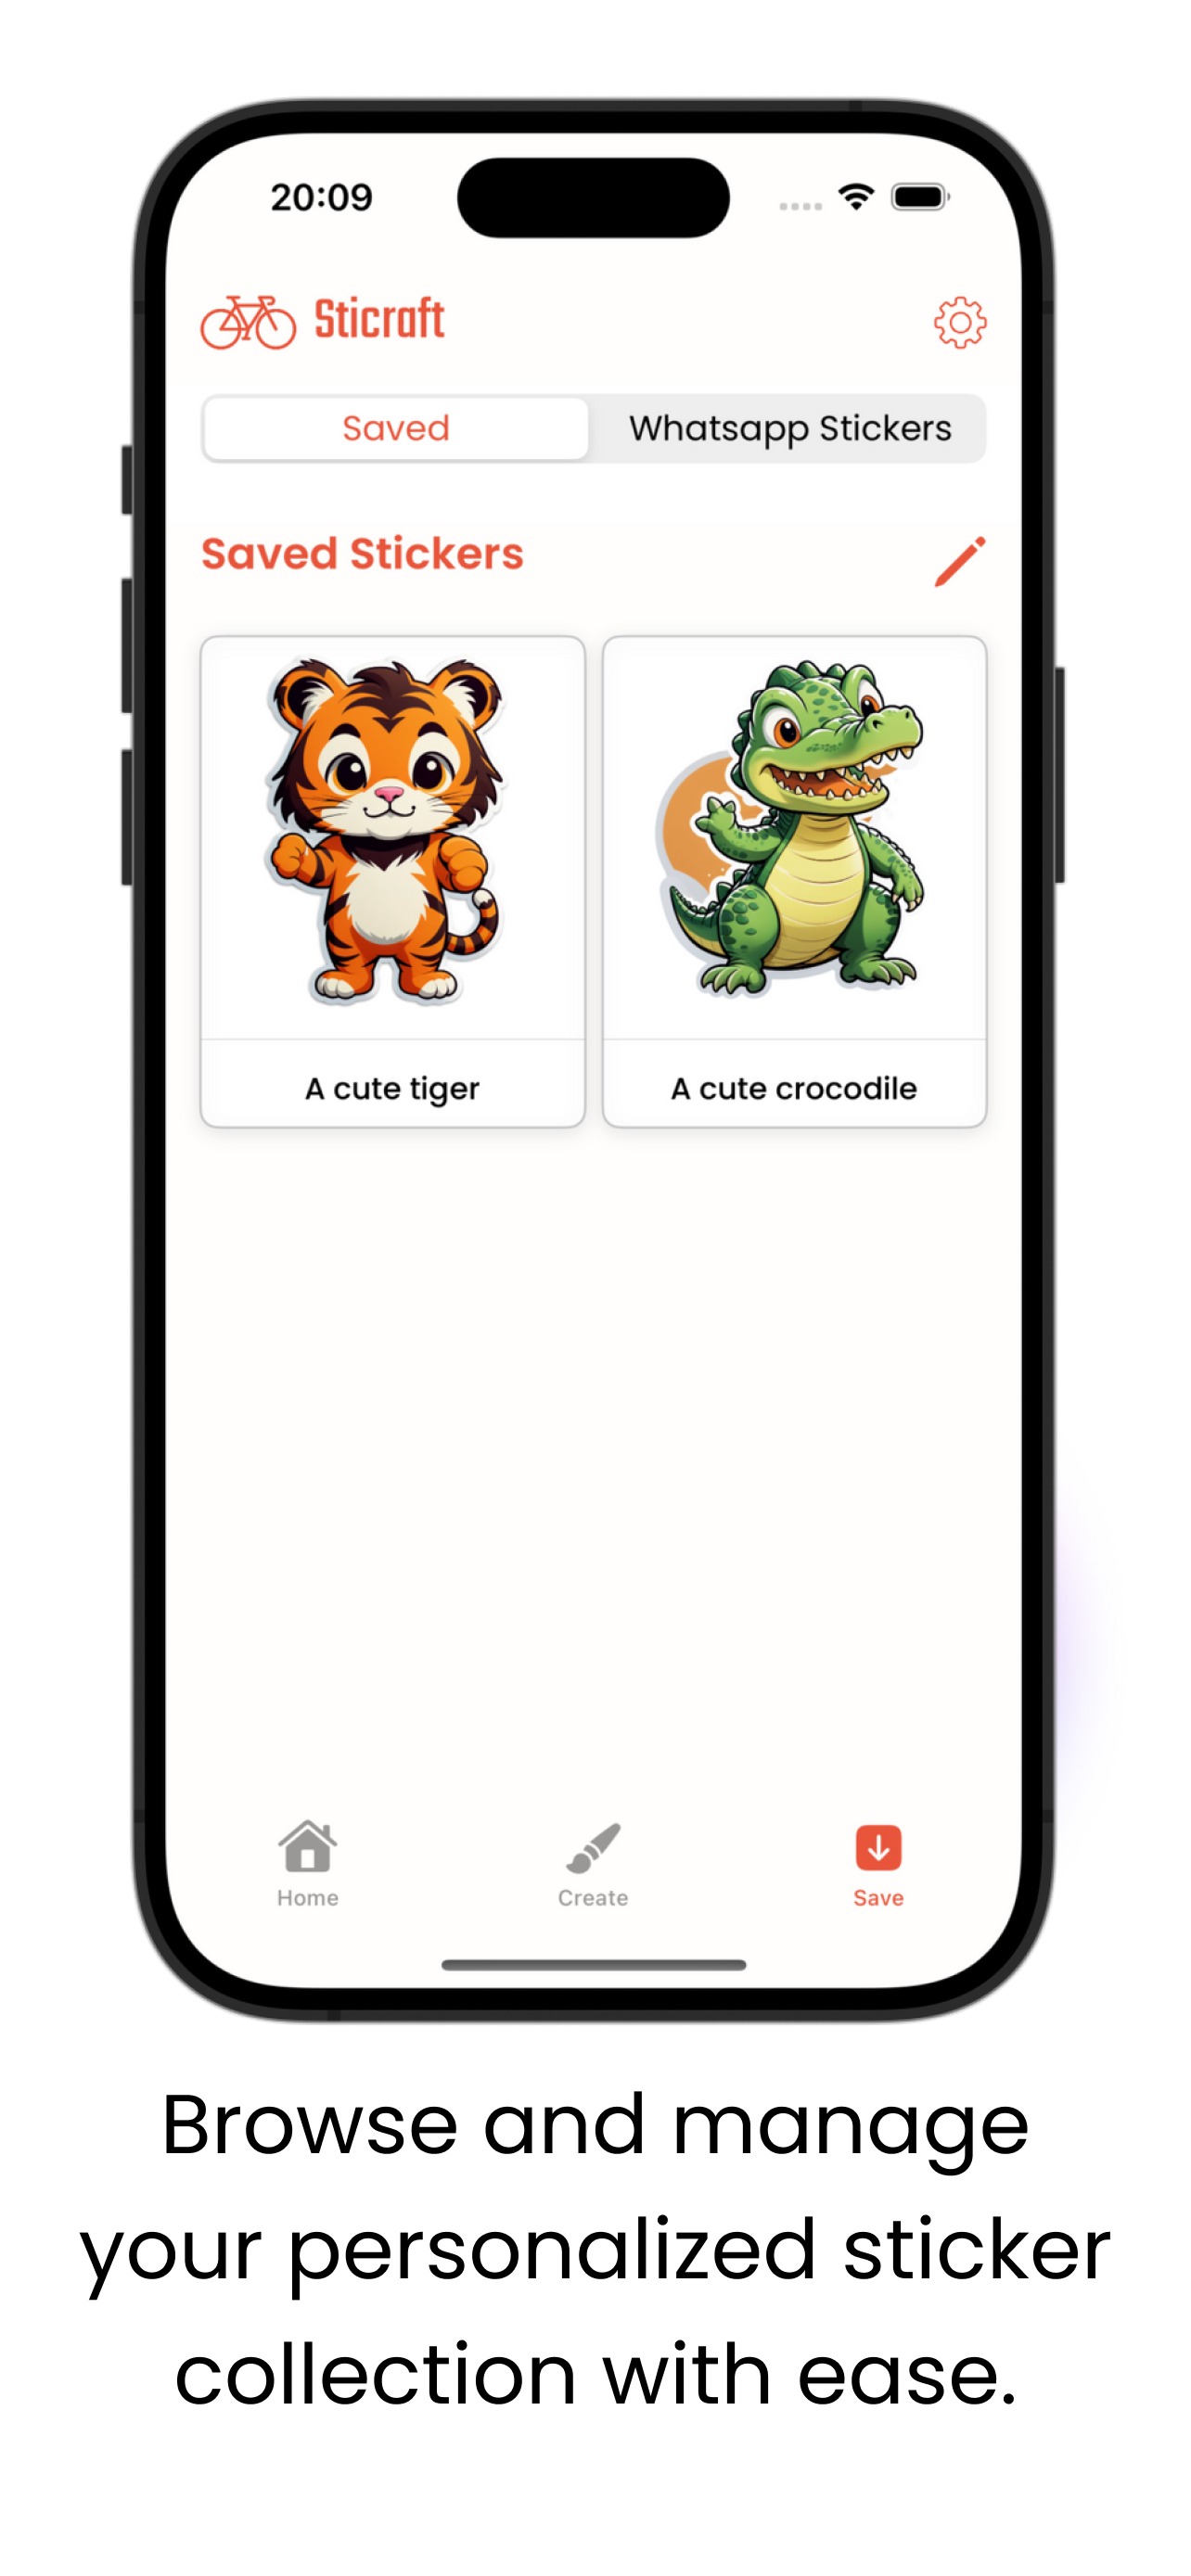 20:09
Sticraft
Saved Whatsapp Stickers
Saved Stickers
A cute tiger A cute crocodile
Home Create Save
Browse and manage
your personalized sticker
collection with ease.